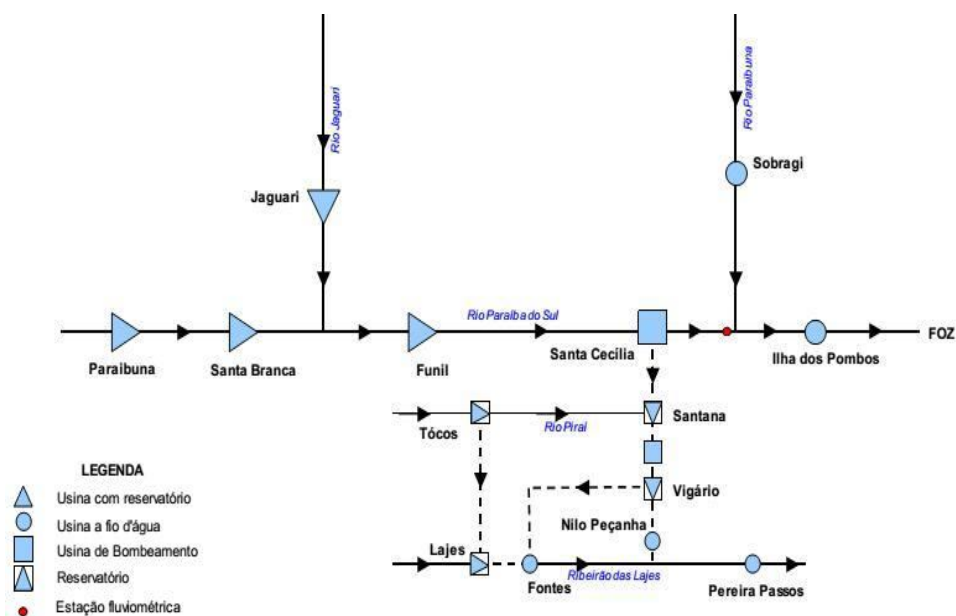 Rio Jaguari
Rio Paraibuna
Sobragi
Jaguari
Rio Paraíba do Sul
FOZ
Paraibuna
Santa Branca
Funil
Santa Cecília
Ilha dos Pombos
Tócos
Rio Piraí
Santana
LEGENDA
Usina com reservatório
Usina a fio d'água
Usina de Bombeamento
Reservatório
Estação fluviométrica
Vigário
Nilo Peçanha
Lajes
Fontes
Ribeirão das Lajes
Pereira Passos